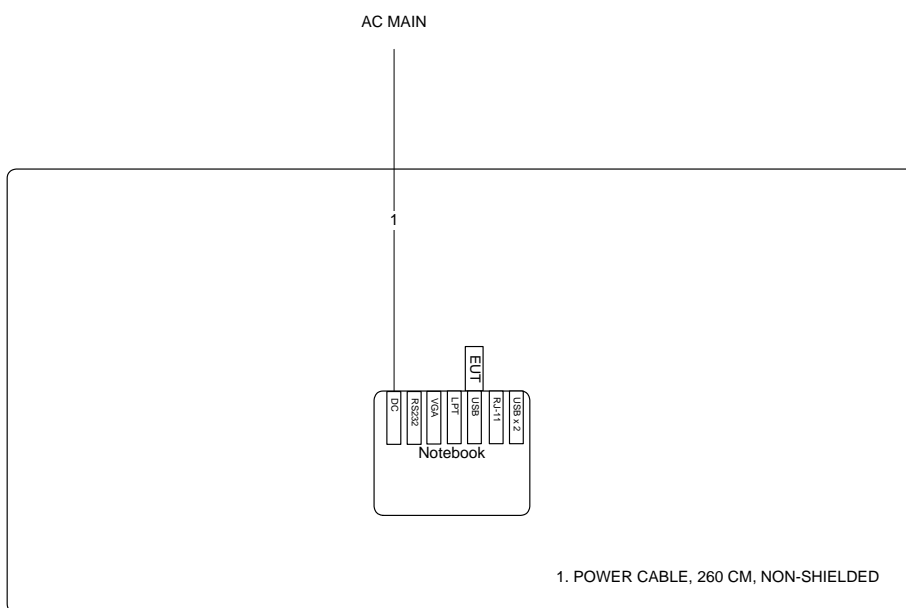 AC MAIN
1
EUT
DC
RS232
VGA
LPT
USB
RJ-11
USB x 2
Notebook
1. POWER CABLE, 260 CM, NON-SHIELDED